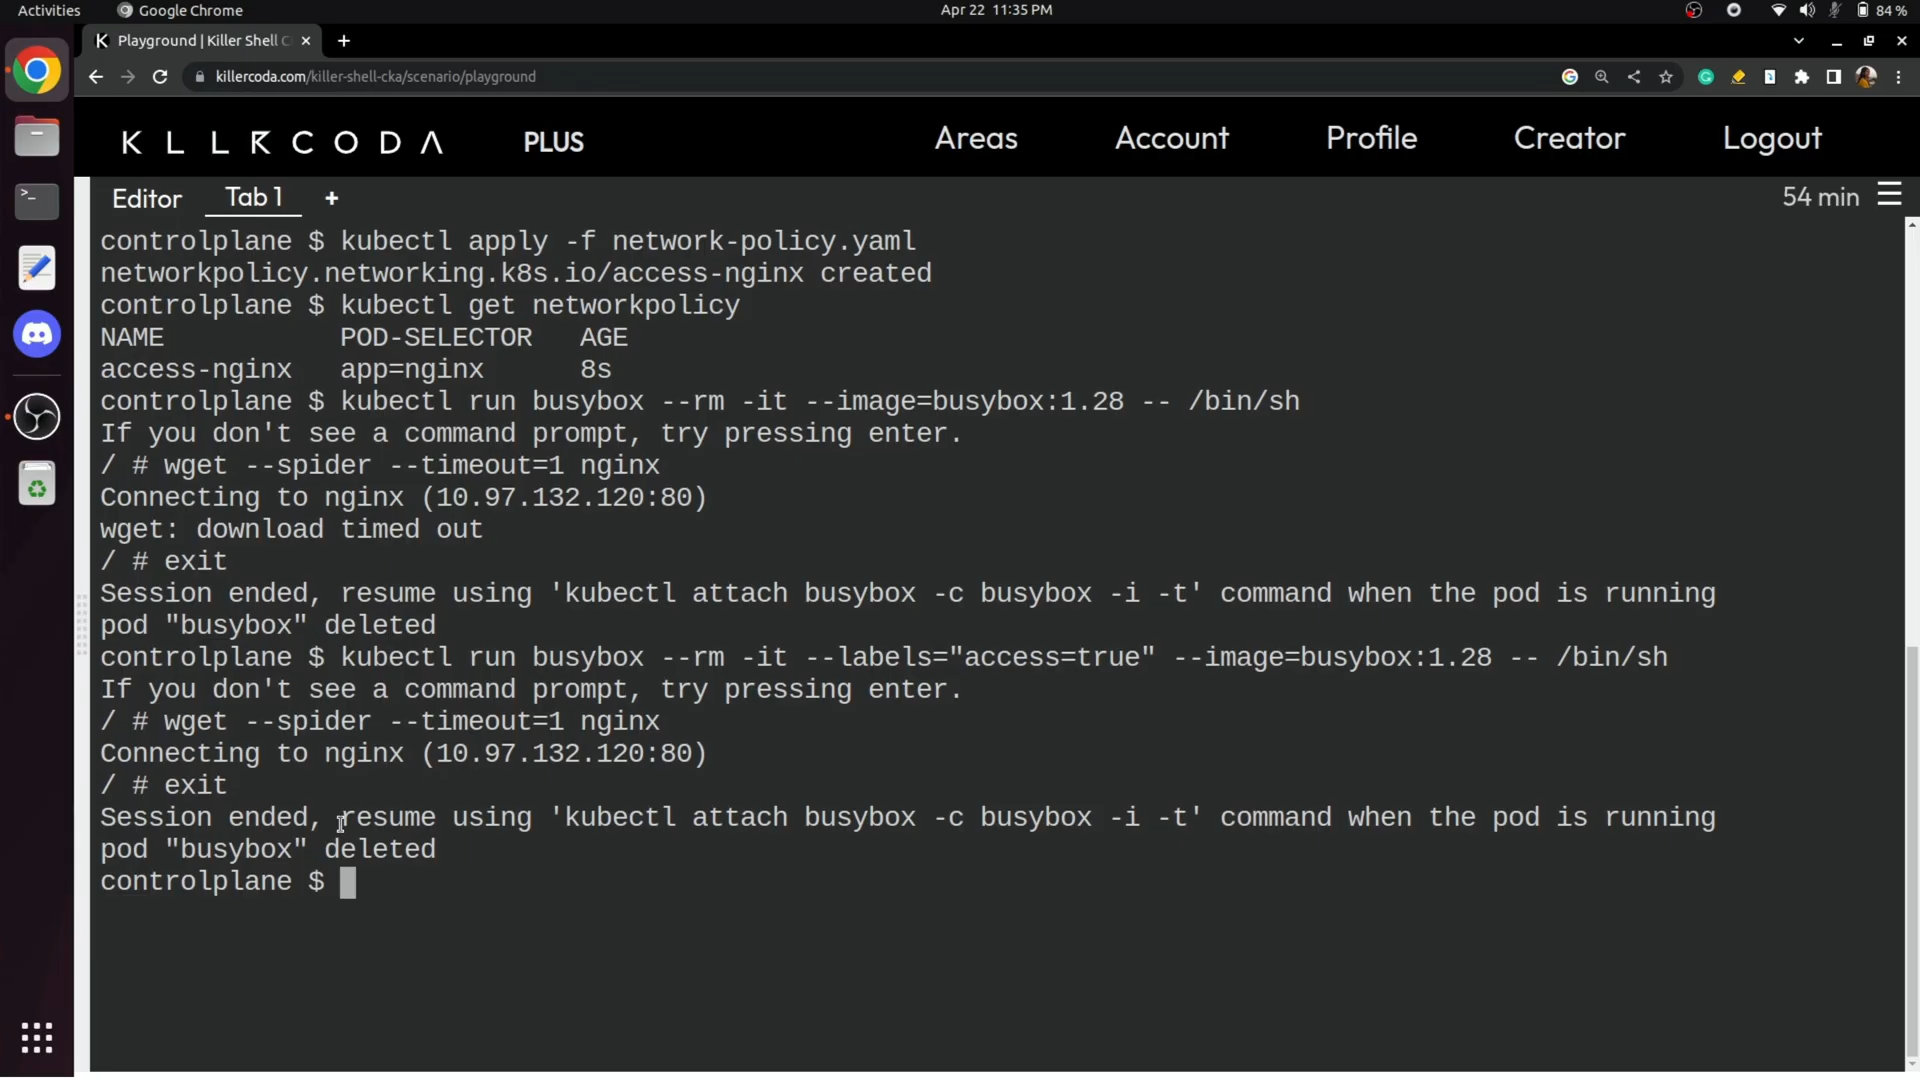 Activities Google Chrome Apr 22 11:35 PM 84 %
Playground | Killer Shell C
killercoda.com/killer-shell-cka/scenario/playground
KLLRCODA PLUS Areas Account Profile Creator Logout
Editor Tab 1 + 54 min
controlplane $ kubectl apply -f network-policy.yaml
networkpolicy.networking.k8s.io/access-nginx created
controlplane $ kubectl get networkpolicy
NAME POD-SELECTOR AGE
access-nginx app=nginx 8s
controlplane $ kubectl run busybox --rm -it --image=busybox:1.28 -- /bin/sh
If you don't see a command prompt, try pressing enter.
/ # wget --spider --timeout=1 nginx
Connecting to nginx (10.97.132.120:80)
wget: download timed out
/ # exit
Session ended, resume using 'kubectl attach busybox -c busybox -i -t' command when the pod is running
pod "busybox" deleted
controlplane $ kubectl run busybox --rm -it --labels="access=true" --image=busybox:1.28 -- /bin/sh
If you don't see a command prompt, try pressing enter.
/ # wget --spider --timeout=1 nginx
Connecting to nginx (10.97.132.120:80)
/ # exit
Session ended, resume using 'kubectl attach busybox -c busybox -i -t' command when the pod is running
pod "busybox" deleted
controlplane $